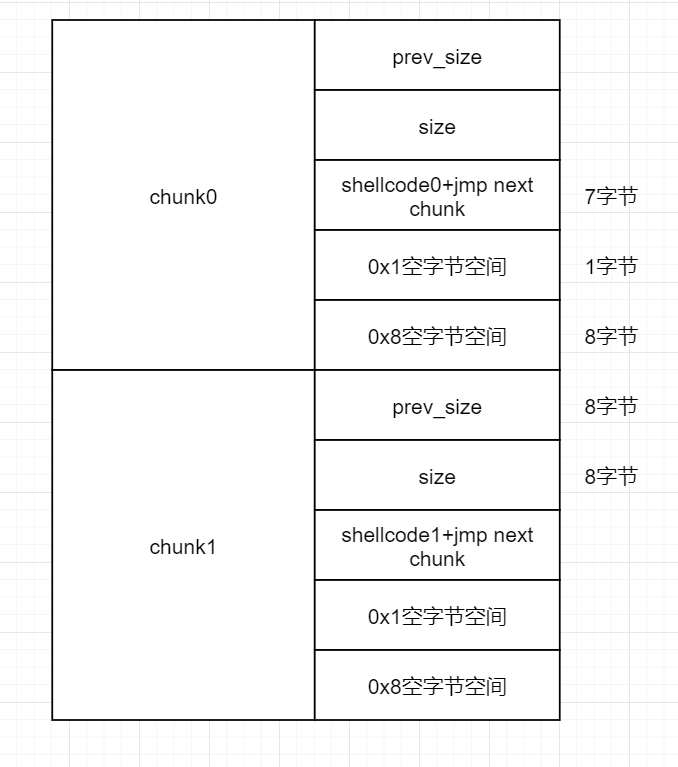 prev_size
size
chunk0
shellcode0+jmp next
chunk
7字节
0x1空字节空间
1字节
0x8空字节空间
8字节
prev_size
8字节
size
8字节
chunk1
shellcode1+jmp next
chunk
0x1空字节空间
0x8空字节空间